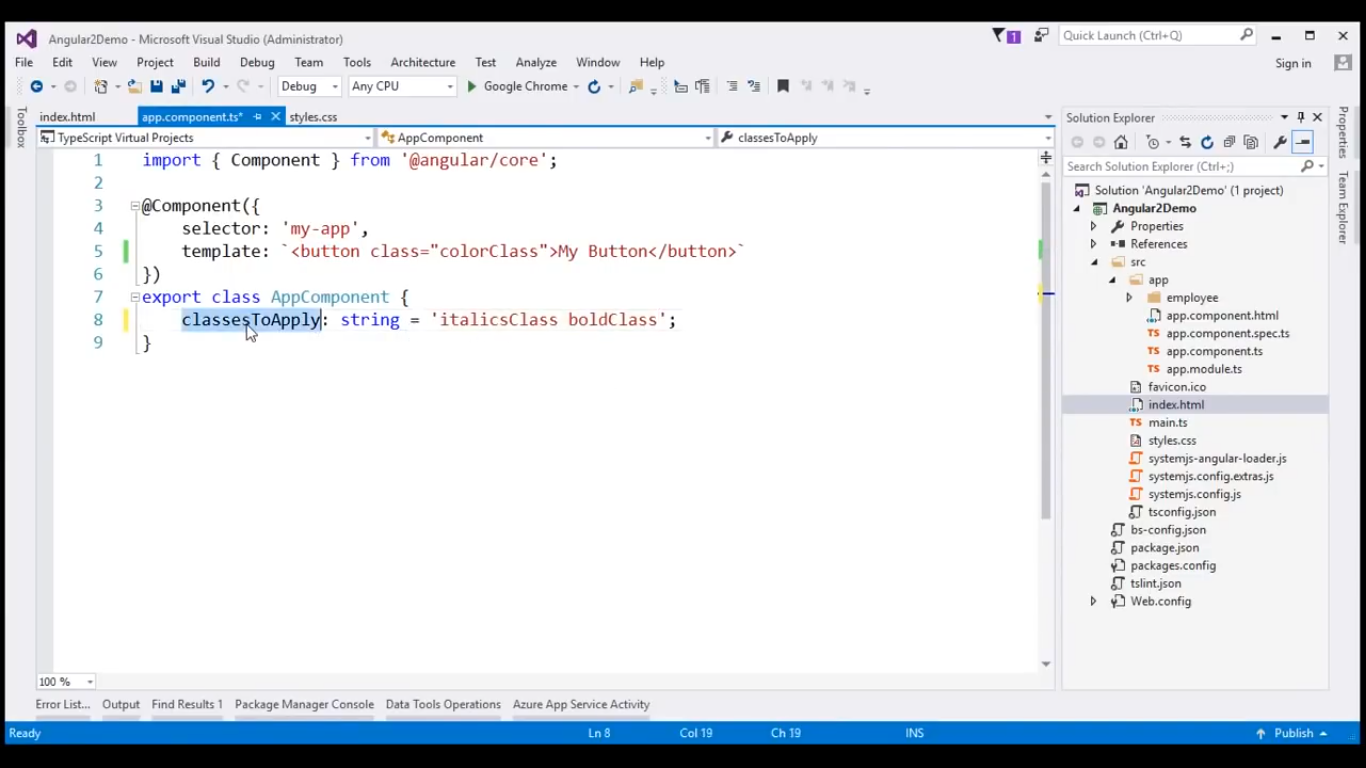 Angular2Demo - Microsoft Visual Studio (Administrator)
1
Quick Launch (Ctrl+Q)
File Edit View Project Build Debug Team Tools Architecture Test Analyze Window Help
Sign in
Debug Any CPU Google Chrome
Toolbox
index.html app.component.ts* styles.css
TypeScript Virtual Projects AppComponent classesToApply
1 import { Component } from '@angular/core';
2
3 @Component({
4 selector: 'my-app',
5 template: `<button class="colorClass">My Button</button>`
6 })
7 export class AppComponent {
8 classesToApply: string = 'italicsClass boldClass';
9 }
100 %
Solution Explorer
Search Solution Explorer (Ctrl+;)
Solution 'Angular2Demo' (1 project)
Angular2Demo
Properties
References
src
app
employee
app.component.html
TS app.component.spec.ts
TS app.component.ts
TS app.module.ts
favicon.ico
index.html
TS main.ts
styles.css
systemjs-angular-loader.js
systemjs.config.extras.js
systemjs.config.js
tsconfig.json
bs-config.json
package.json
packages.config
tslint.json
Web.config
Properties
Team Explorer
Error List... Output Find Results 1 Package Manager Console Data Tools Operations Azure App Service Activity
Ready Ln 8 Col 19 Ch 19 INS Publish